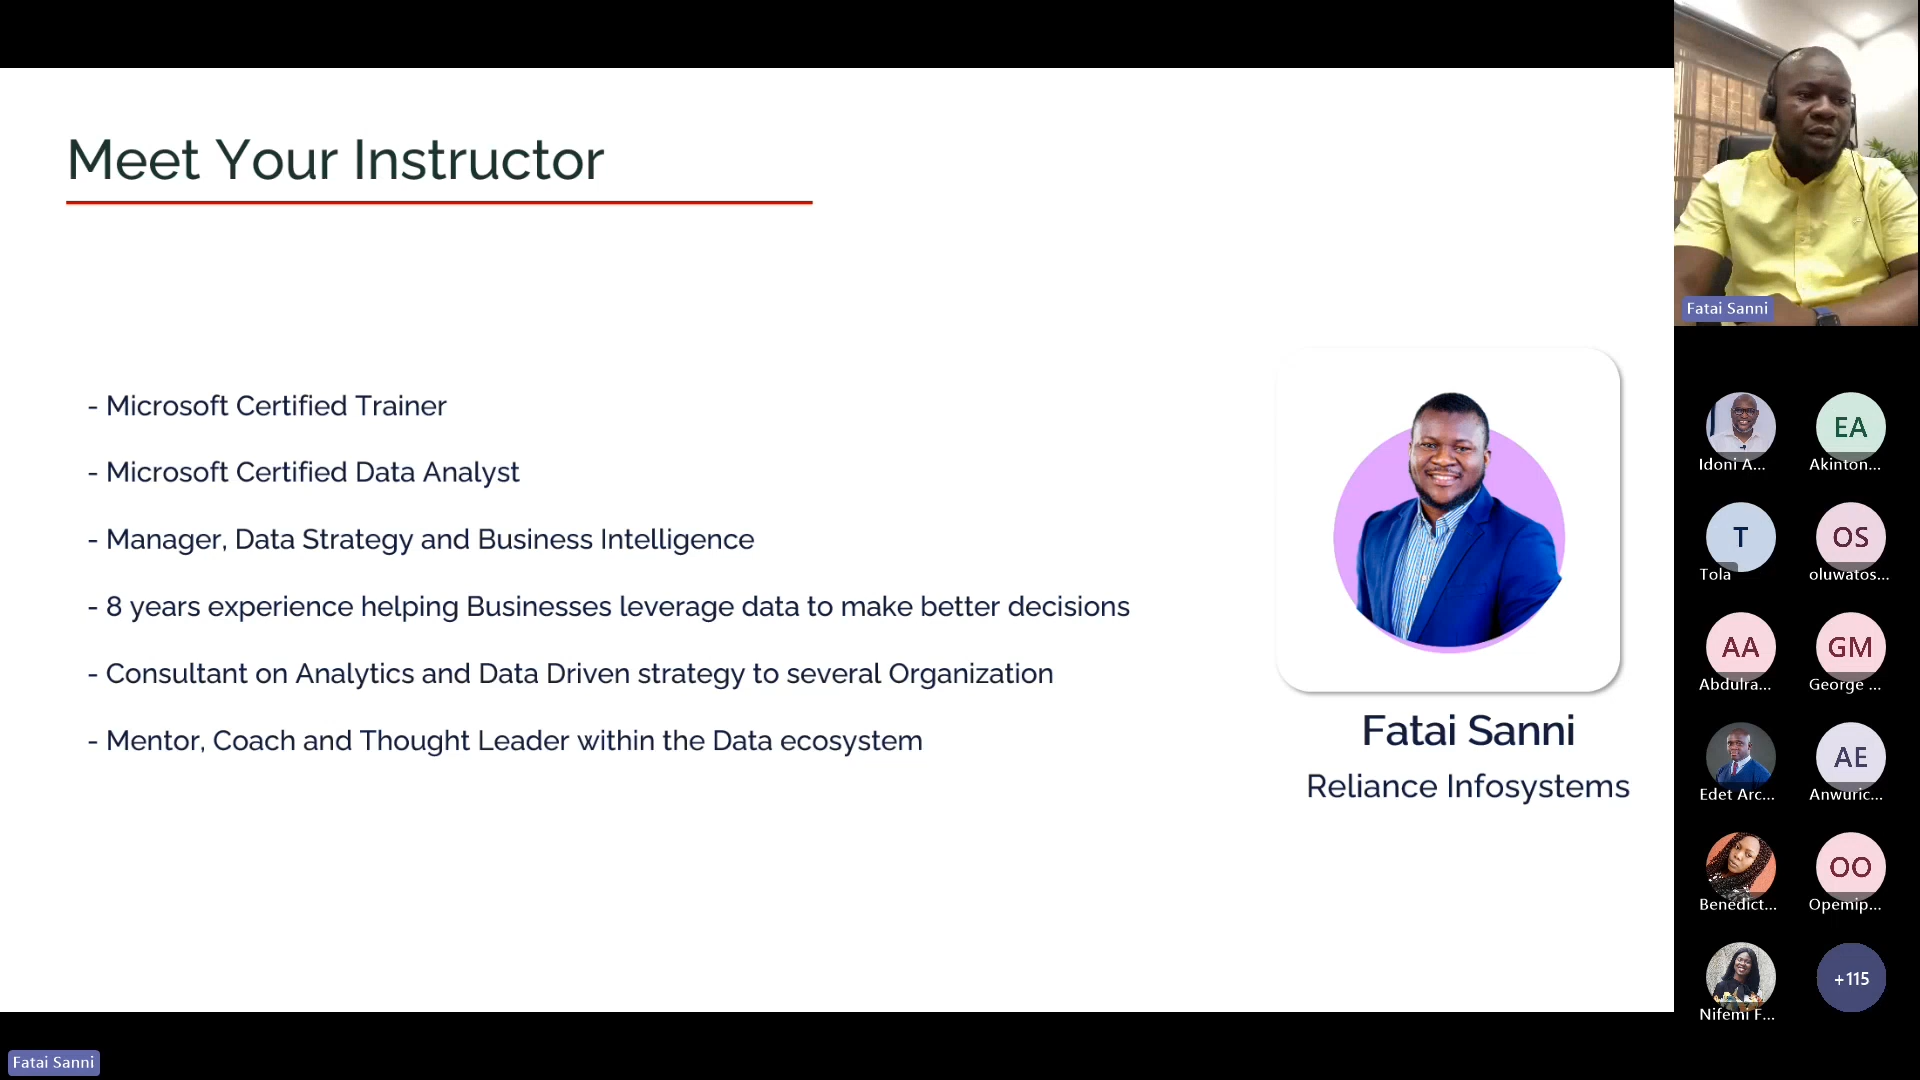 Meet Your Instructor
- Microsoft Certified Trainer
- Microsoft Certified Data Analyst
- Manager, Data Strategy and Business Intelligence
- 8 years experience helping Businesses leverage data to make better decisions
- Consultant on Analytics and Data Driven strategy to several Organization
- Mentor, Coach and Thought Leader within the Data ecosystem
Fatai Sanni
Reliance Infosystems
Fatai Sanni
Idoni A...
EA
Akinton...
T
Tola
OS
oluwatos...
AA
Abdulra...
GM
George ...
Edet Arc...
AE
Anwuric...
Benedict...
OO
Opemip...
Nifemi F...
+115
Fatai Sanni